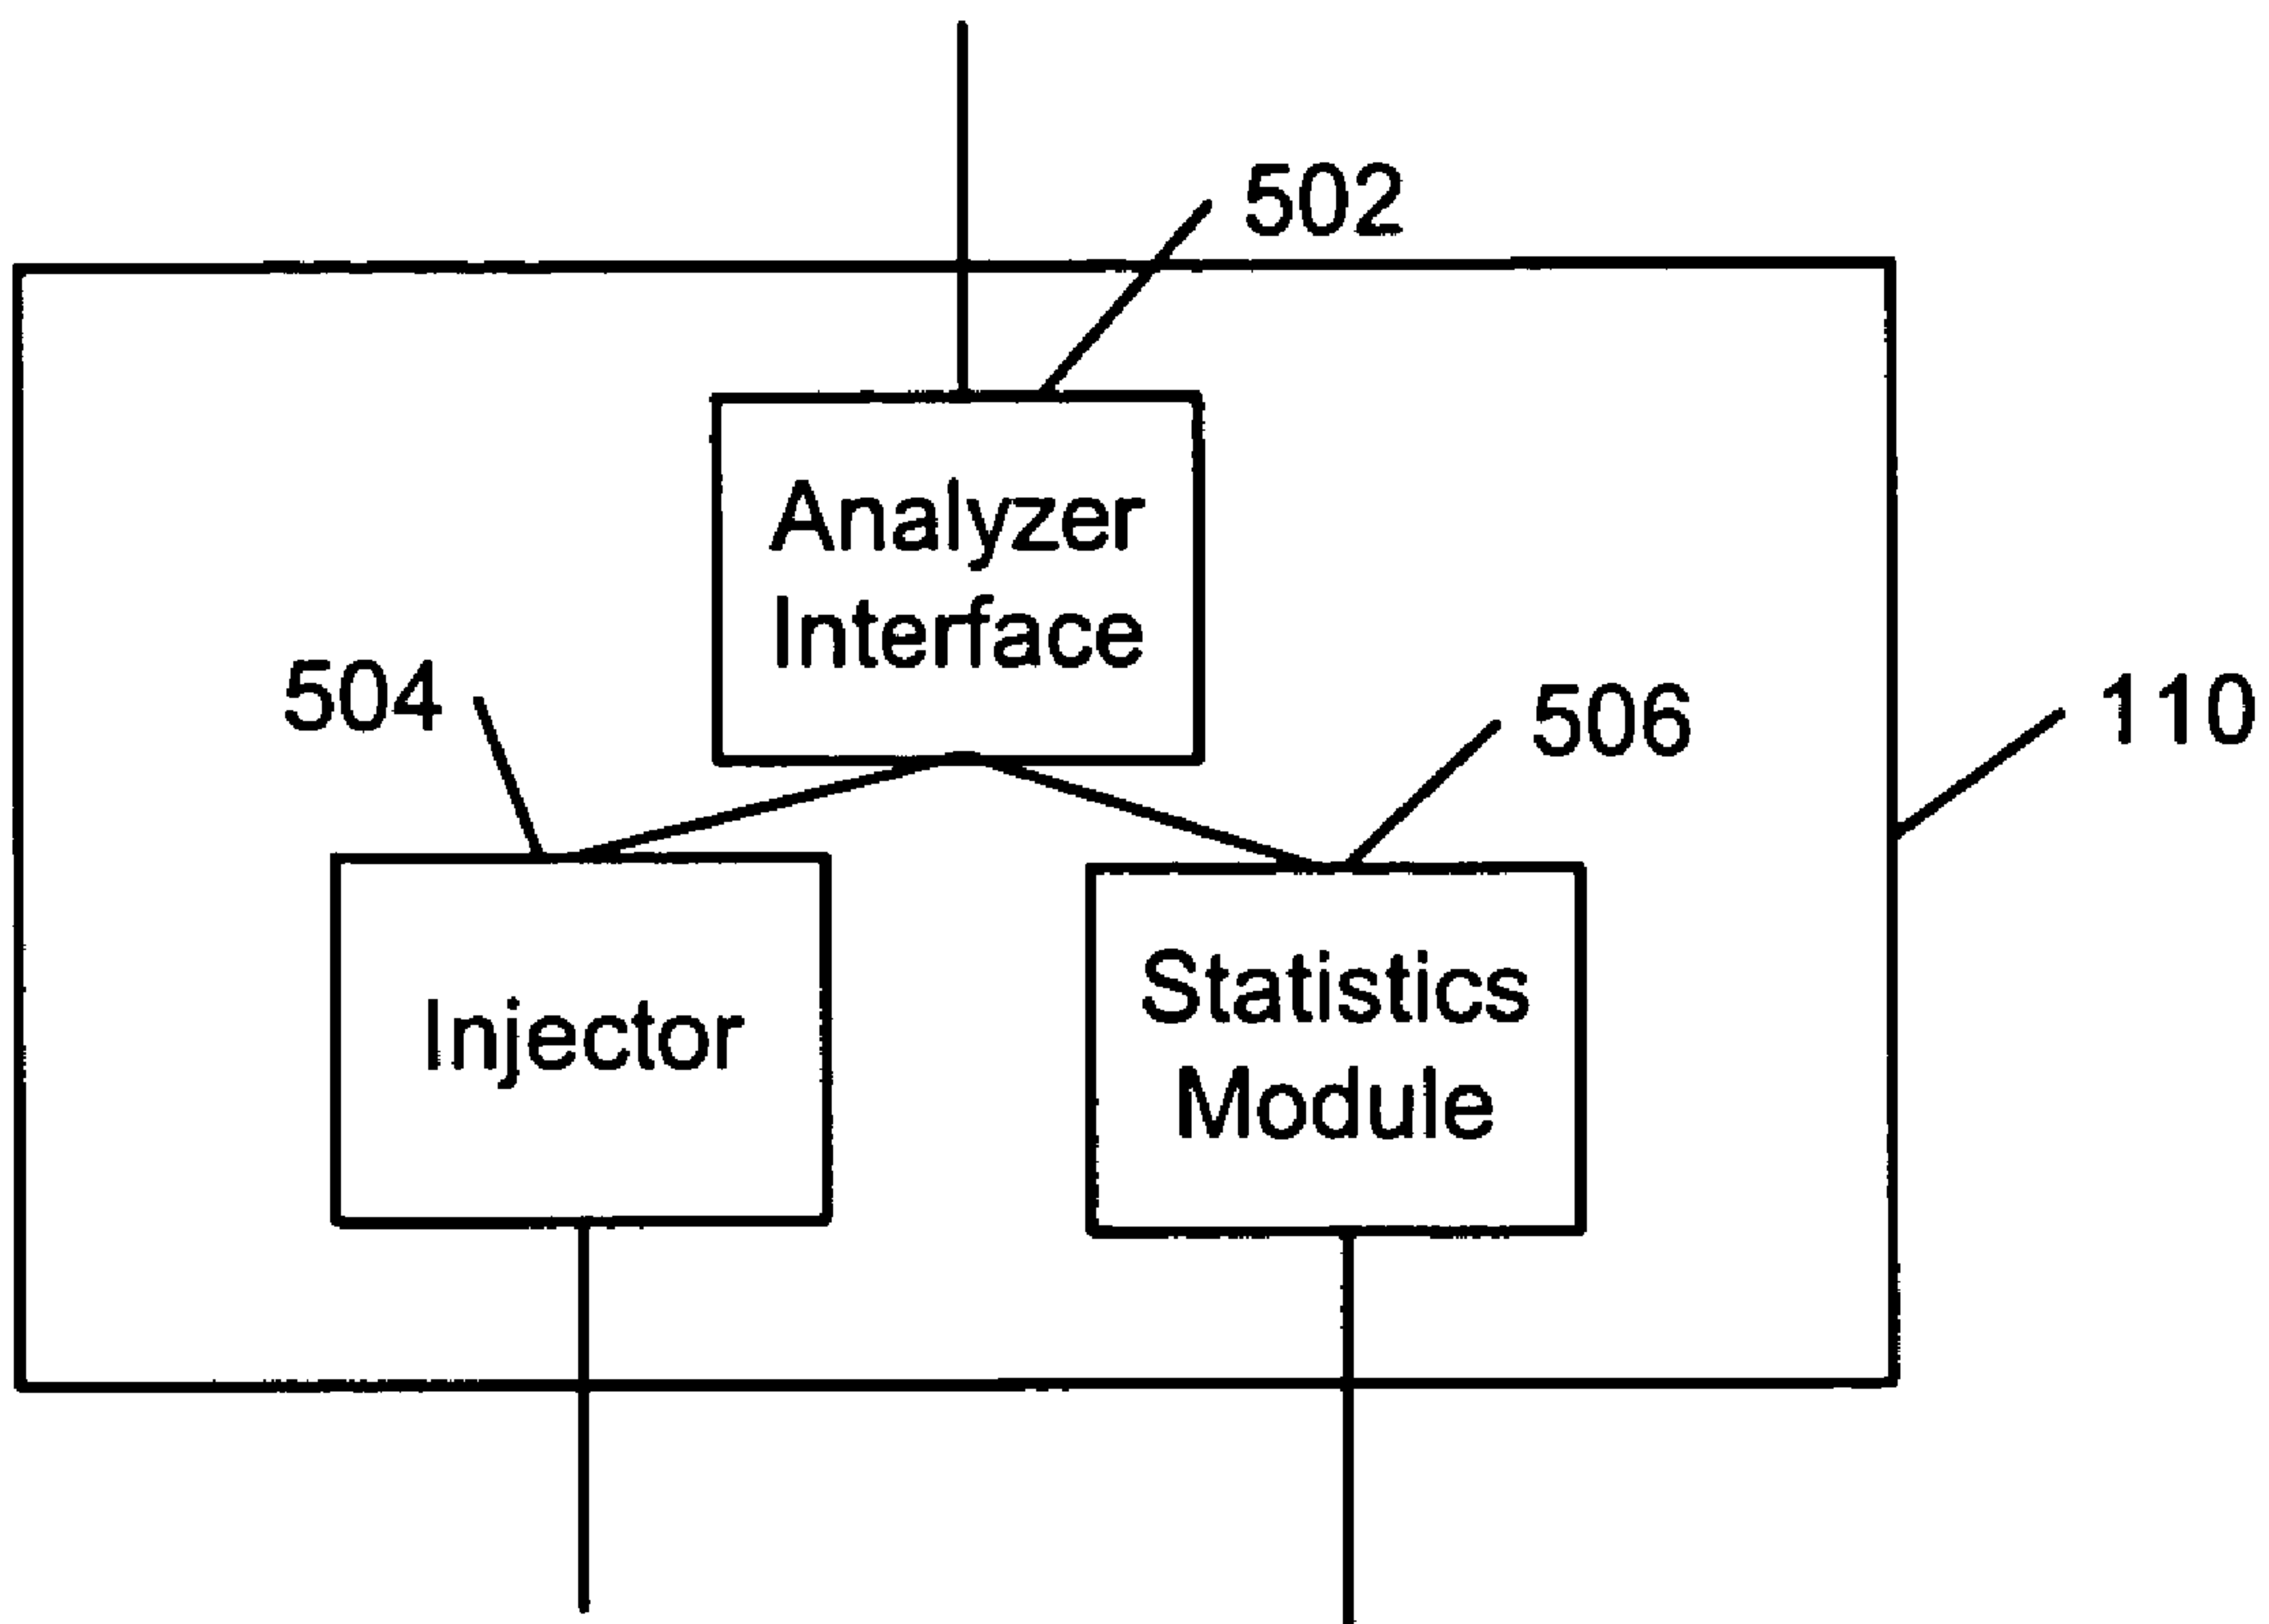 502
Analyzer
Interface
504
506
110
Injector
Statistics
Module